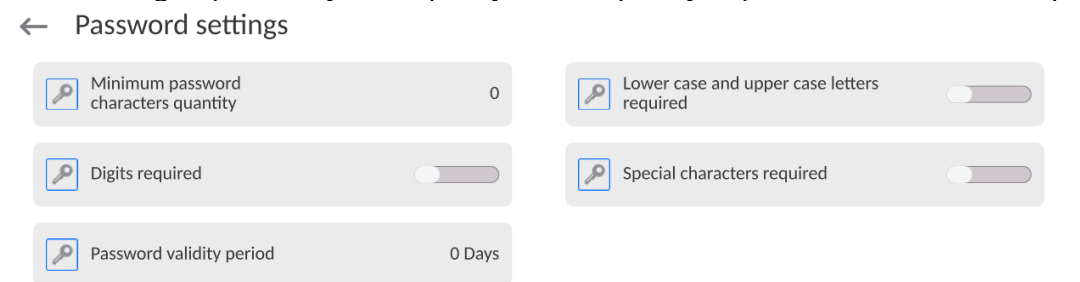 Password settings
Minimum password
characters quantity
0
Lower case and upper case letters
required
Digits required
Special characters required
Password validity period
0 Days